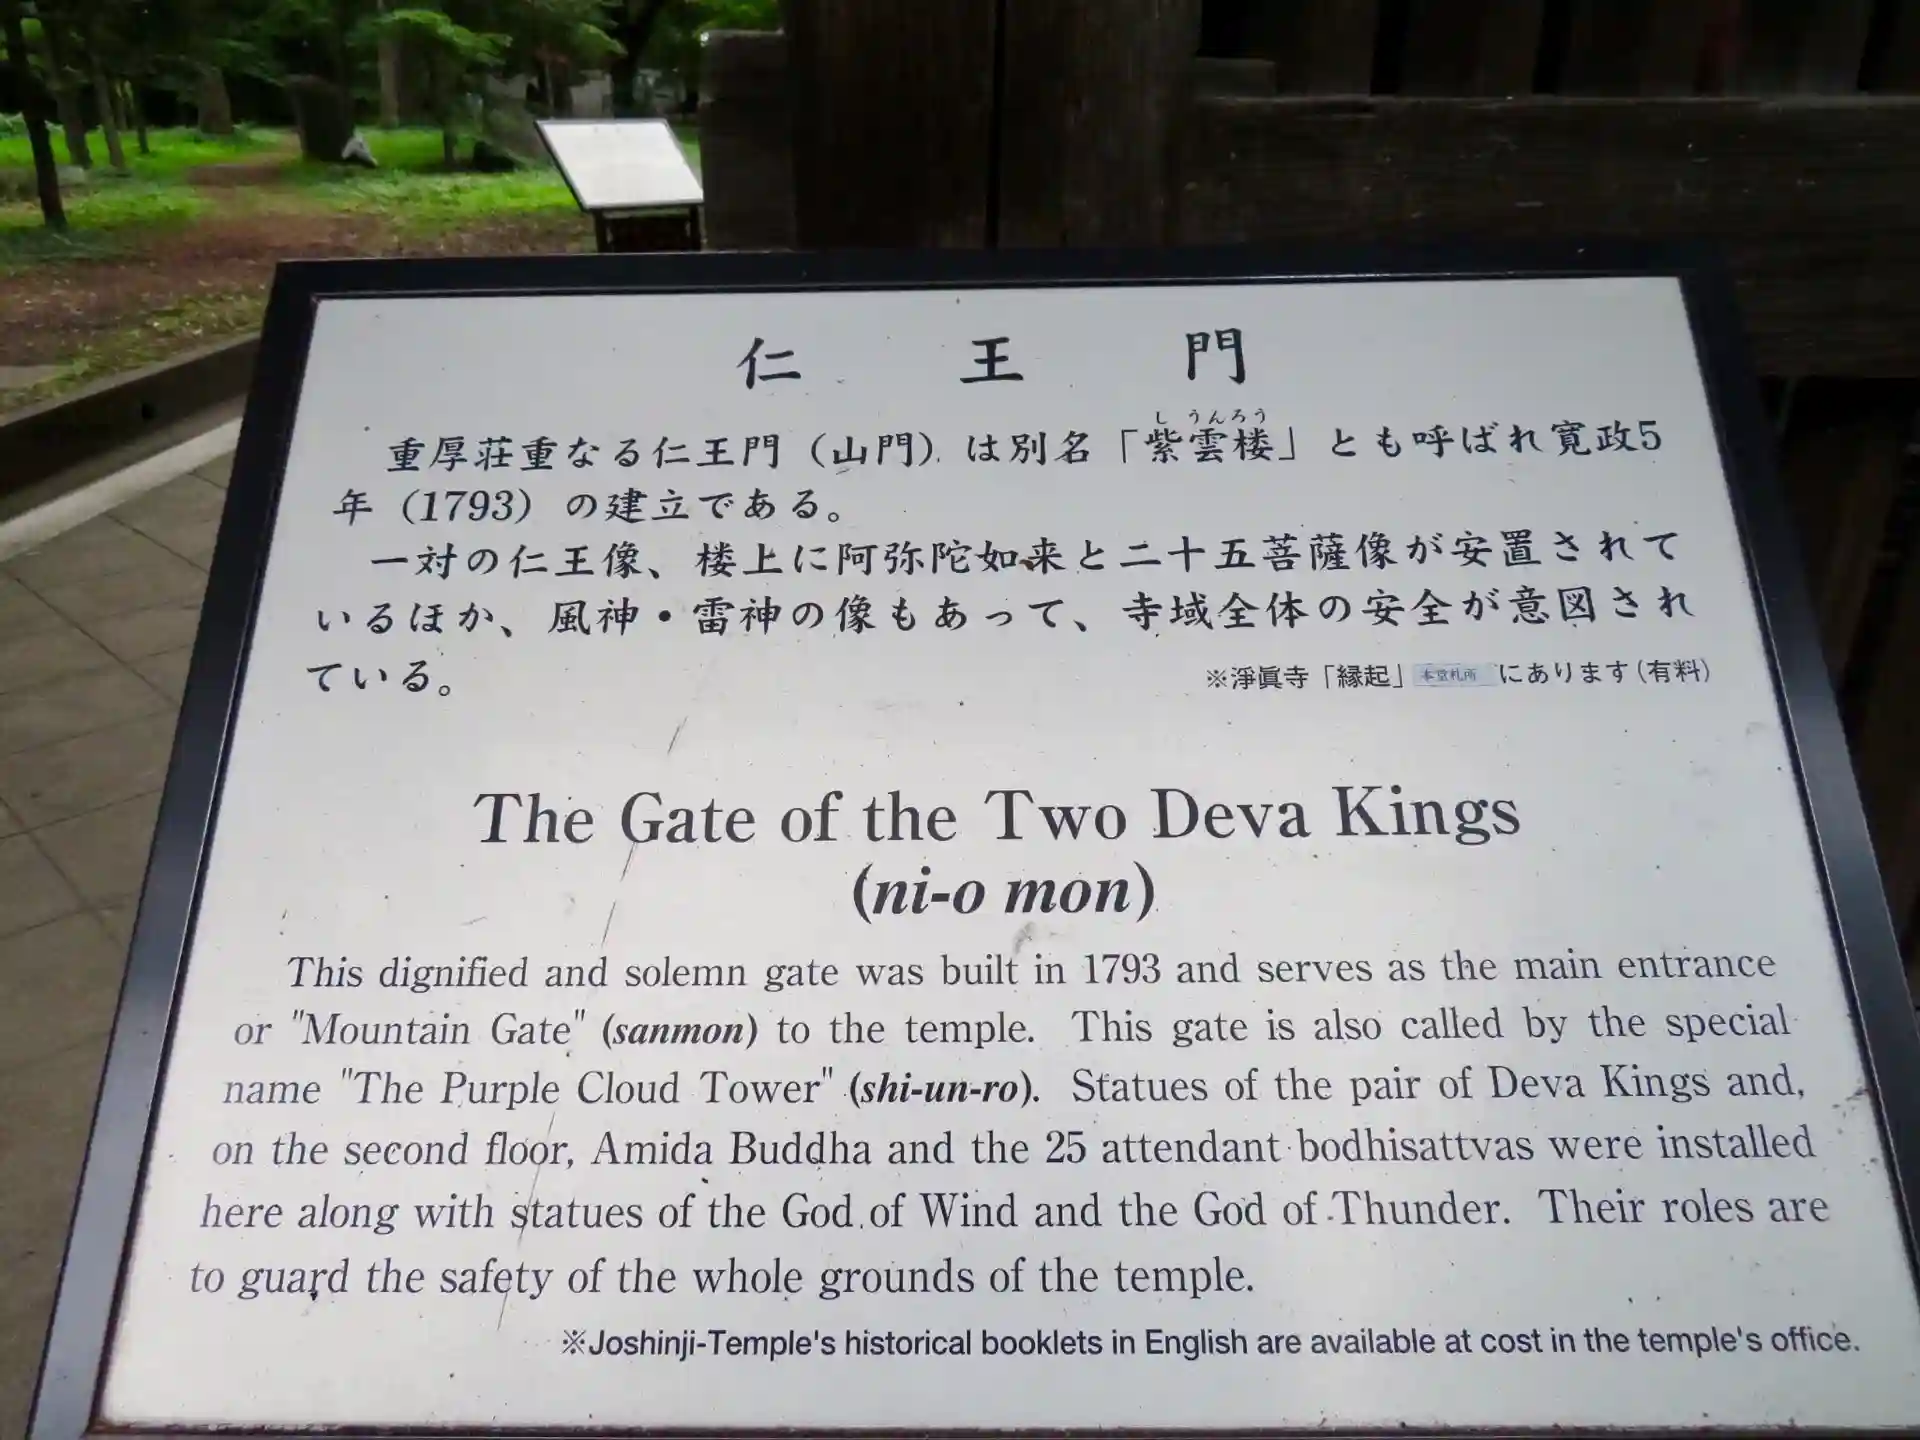 仁王門
しうんろう
重厚荘重なる仁王門（山門）は別名「紫雲楼」とも呼ばれ寛政5
年（1793）の建立である。
一対の仁王像、楼上に阿弥陀如来と二十五菩薩像が安置されて
いるほか、風神・雷神の像もあって、寺域全体の安全が意図され
ている。
※淨眞寺「縁起」本堂札所にあります(有料)
The Gate of the Two Deva Kings
(ni-o mon)
This dignified and solemn gate was built in 1793 and serves as the main entrance
or "Mountain Gate" (sanmon) to the temple. This gate is also called by the special
name "The Purple Cloud Tower" (shi-un-ro). Statues of the pair of Deva Kings and,
on the second floor, Amida Buddha and the 25 attendant bodhisattvas were installed
here along with statues of the God of Wind and the God of Thunder. Their roles are
to guard the safety of the whole grounds of the temple.
※Joshinji-Temple's historical booklets in English are available at cost in the temple's office.